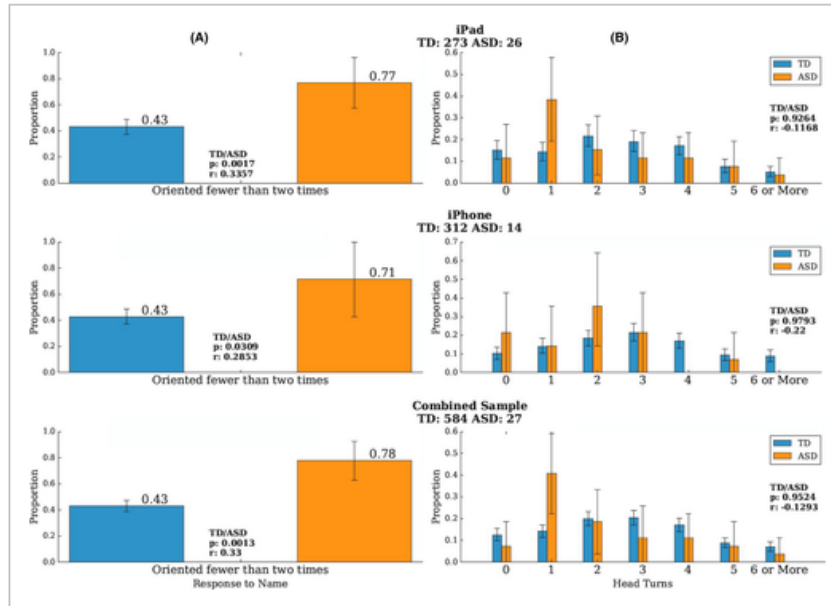 (A)
iPad
TD: 273 ASD: 26
(B)
1.0
0.8
0.6
0.4
0.2
0.0
Proportion
0.43
0.77
TD/ASD
p: 0.0017
r: 0.3357
Oriented fewer than two times
0.6
0.5
0.4
0.3
0.2
0.1
0.0
Proportion
TD
ASD
TD/ASD
p: 0.9264
r: -0.1168
0 1 2 3 4 5 6 or More
iPhone
TD: 312 ASD: 14
1.0
0.8
0.6
0.4
0.2
0.0
Proportion
0.43
0.71
TD/ASD
p: 0.0309
r: 0.2853
Oriented fewer than two times
0.7
0.6
0.5
0.4
0.3
0.2
0.1
0.0
Proportion
TD
ASD
TD/ASD
p: 0.9793
r: -0.22
0 1 2 3 4 5 6 or More
Combined Sample
TD: 584 ASD: 27
1.0
0.8
0.6
0.4
0.2
0.0
Proportion
0.43
0.78
TD/ASD
p: 0.0013
r: 0.33
Oriented fewer than two times
Response to Name
0.6
0.5
0.4
0.3
0.2
0.1
0.0
Proportion
TD
ASD
TD/ASD
p: 0.9524
r: -0.1293
0 1 2 3 4 5 6 or More
Head Turns